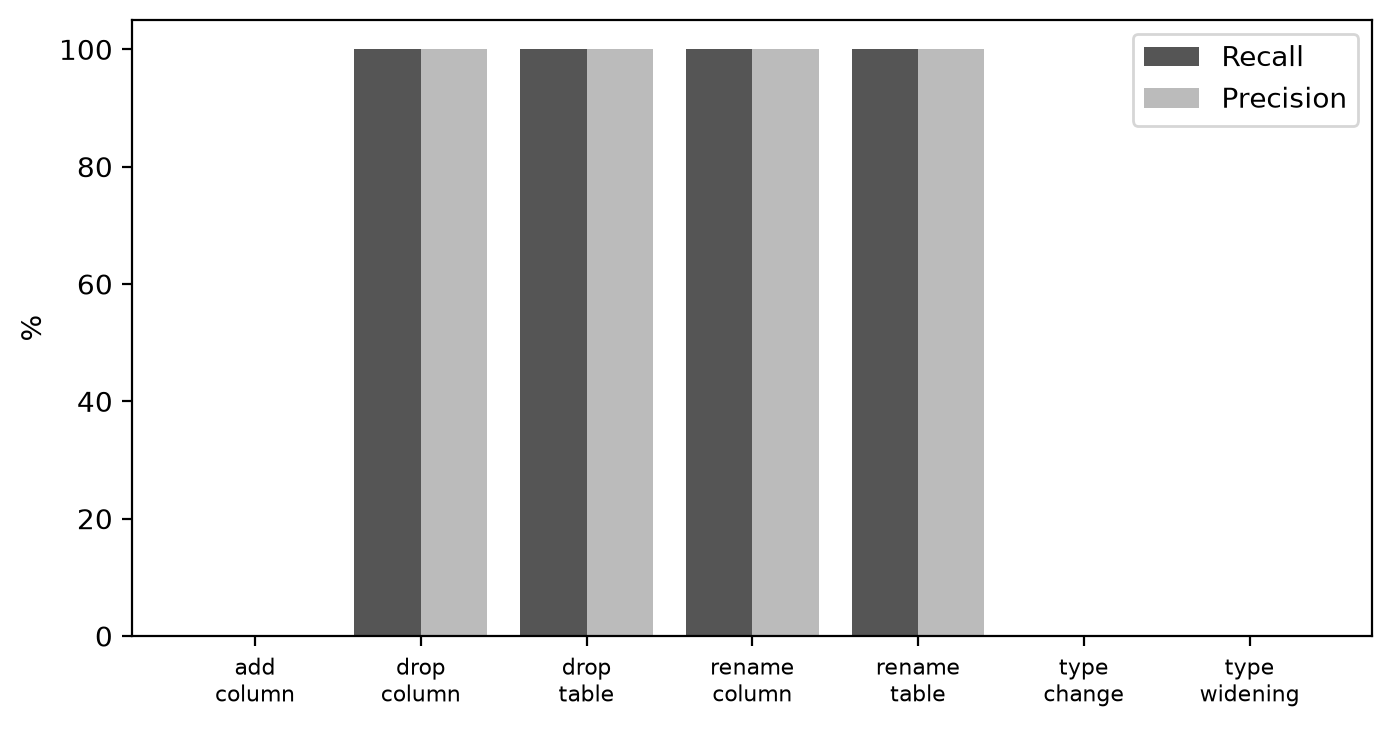 100
80
60
40
20
0
%
Recall
Precision
add
column
drop
column
drop
table
rename
column
rename
table
type
change
type
widening